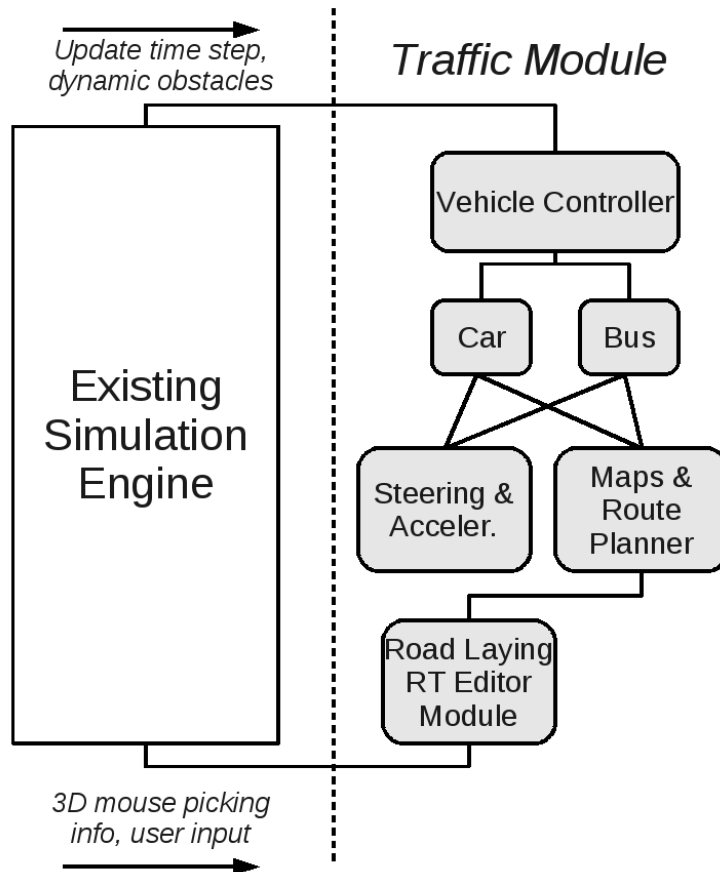 Update time step,
dynamic obstacles
Traffic Module
Vehicle Controller
Car
Bus
Existing
Simulation
Engine
Steering &
Acceler.
Maps &
Route
Planner
Road Laying
RT Editor
Module
3D mouse picking
info, user input